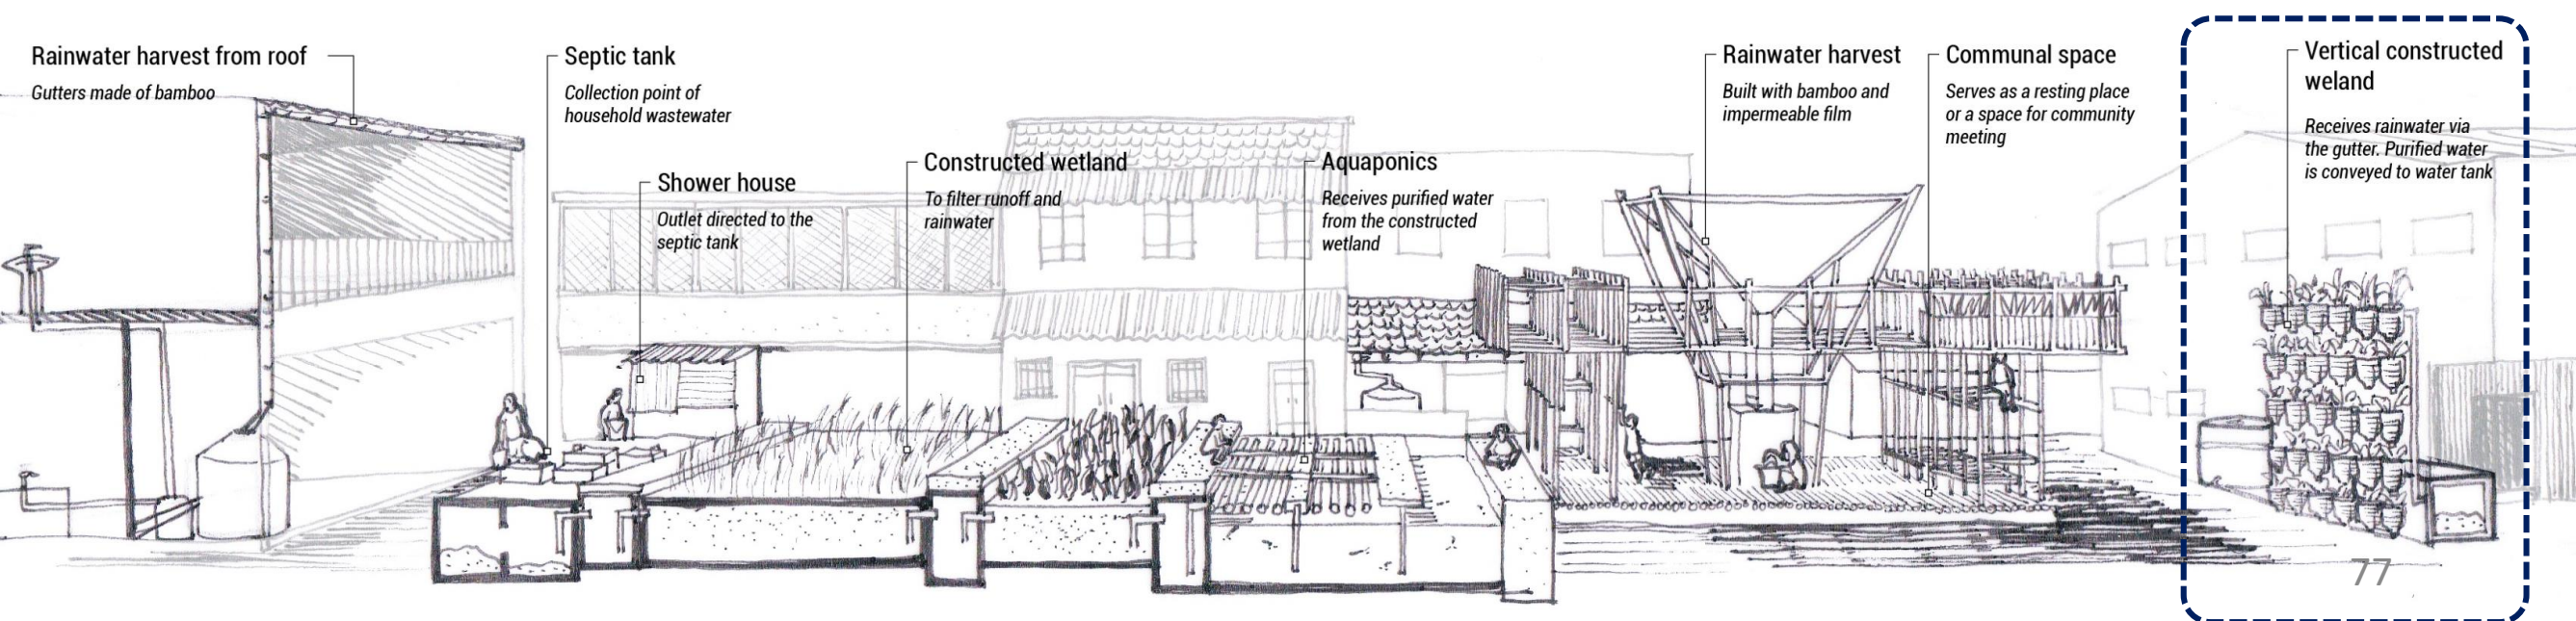 Rainwater harvest from roof
Gutters made of bamboo
Septic tank
Collection point of
household wastewater
Shower house
Outlet directed to the
septic tank
Constructed wetland
To filter runoff and
rainwater
Aquaponics
Receives purified water
from the constructed
wetland
Rainwater harvest
Built with bamboo and
impermeable film
Communal space
Serves as a resting place
or a space for community
meeting
Vertical constructed
weland
Receives rainwater via
the gutter. Purified water
is conveyed to water tank
77